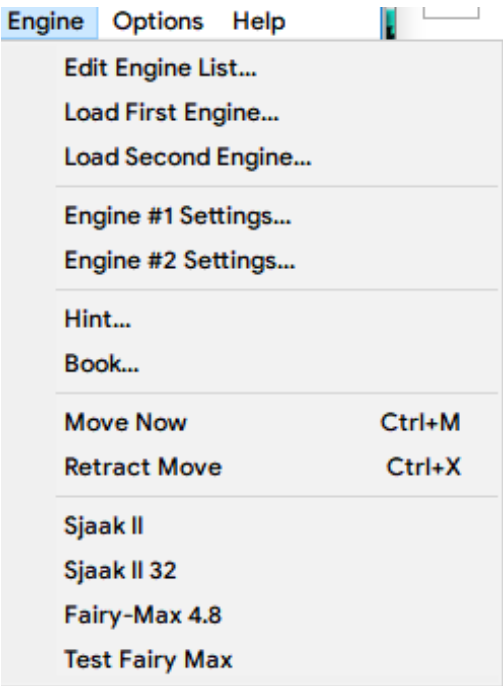 Engine Options Help
Edit Engine List...
Load First Engine...
Load Second Engine...
Engine #1 Settings...
Engine #2 Settings...
Hint...
Book...
Move Now Ctrl+M
Retract Move Ctrl+X
Sjaak II
Sjaak II 32
Fairy-Max 4.8
Test Fairy Max